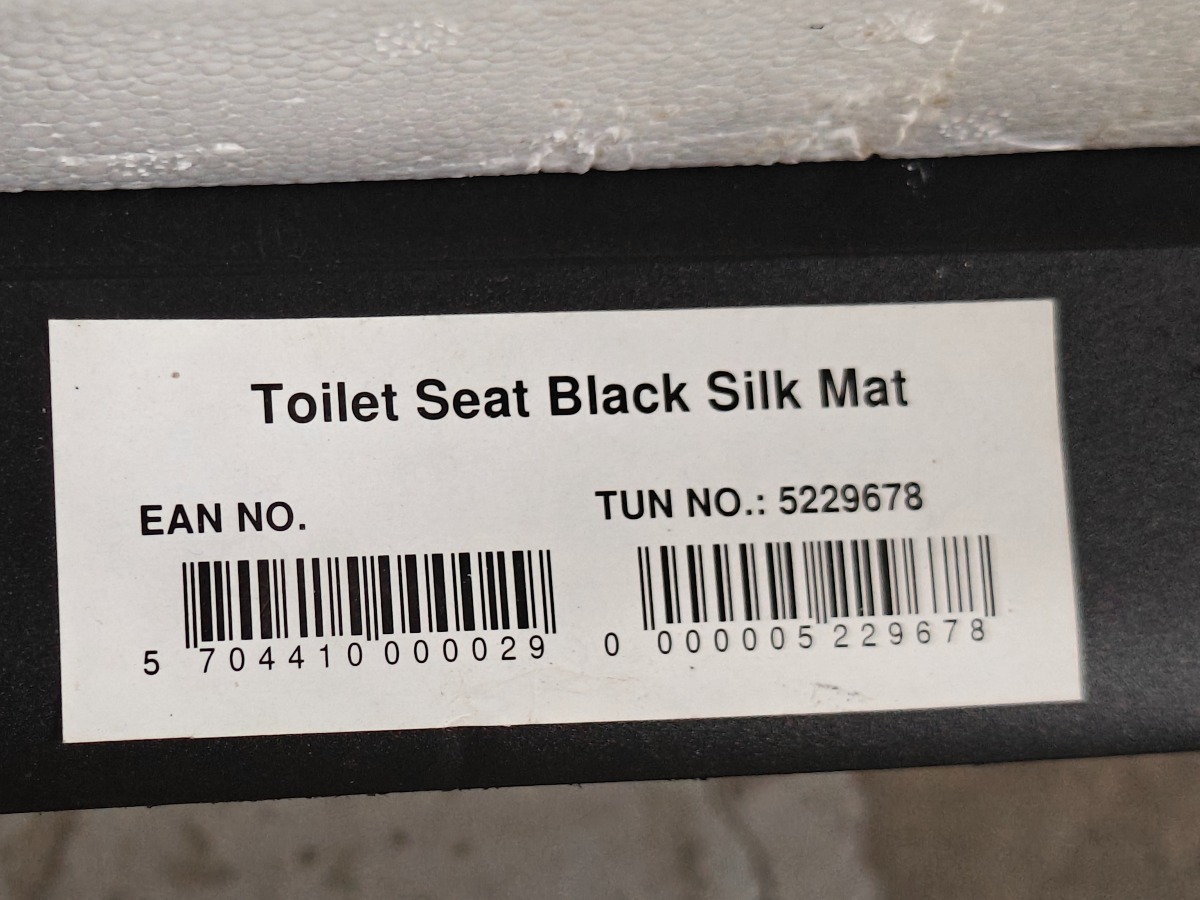 Toilet Seat Black Silk Mat
EAN NO.
TUN NO.: 5229678
5 704410 000029
0 000005 229678